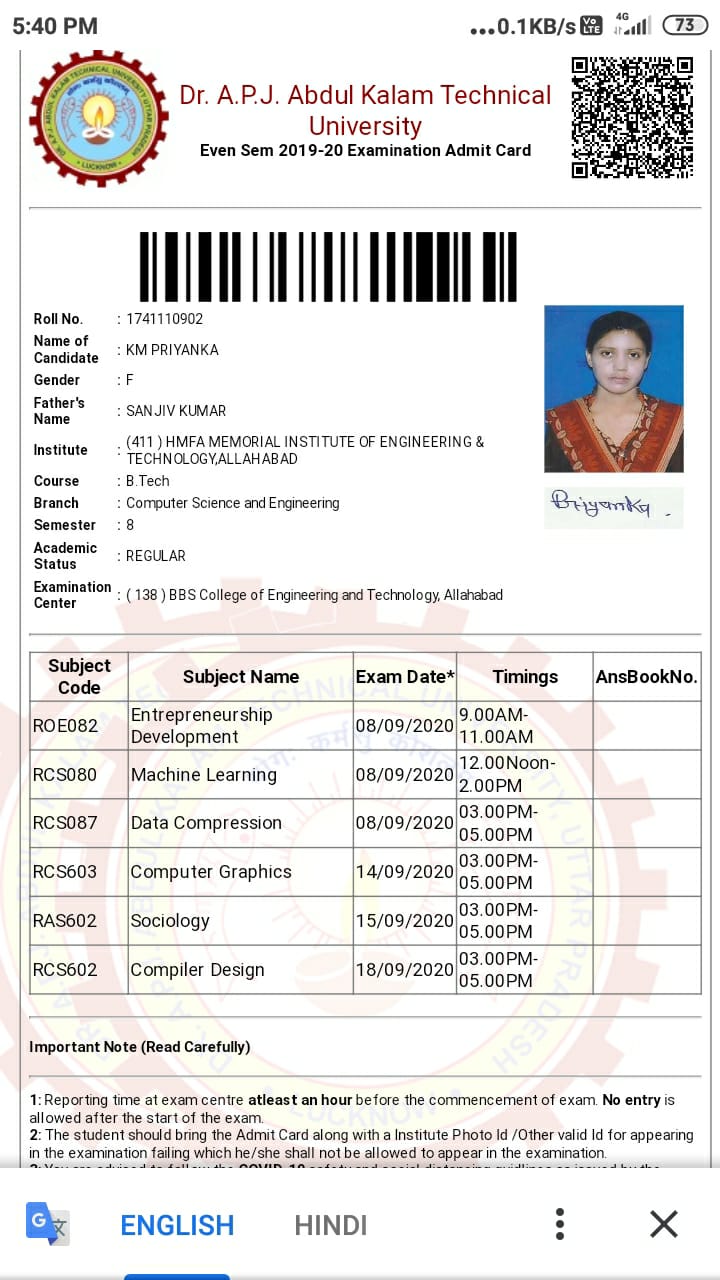 5:40 PM
...0.1KB/s Vo LTE 4G 73
Dr. A.P.J. Abdul Kalam Technical
University
Even Sem 2019-20 Examination Admit Card
Roll No. : 1741110902
Name of
Candidate : KM PRIYANKA
Gender : F
Father's
Name : SANJIV KUMAR
Institute : (411 ) HMFA MEMORIAL INSTITUTE OF ENGINEERING &
TECHNOLOGY,ALLAHABAD
Course : B.Tech
Branch : Computer Science and Engineering
Semester : 8
Academic
Status : REGULAR
Examination
Center : ( 138 ) BBS College of Engineering and Technology, Allahabad
Priyanka
Subject
Code Subject Name Exam Date* Timings AnsBookNo.
ROE082 Entrepreneurship
Development 08/09/2020 9.00AM-
11.00AM
RCS080 Machine Learning 08/09/2020 12.00Noon-
2.00PM
RCS087 Data Compression 08/09/2020 03.00PM-
05.00PM
RCS603 Computer Graphics 14/09/2020 03.00PM-
05.00PM
RAS602 Sociology 15/09/2020 03.00PM-
05.00PM
RCS602 Compiler Design 18/09/2020 03.00PM-
05.00PM
Important Note (Read Carefully)
1: Reporting time at exam centre atleast an hour before the commencement of exam. No entry is
allowed after the start of the exam.
2: The student should bring the Admit Card along with a Institute Photo Id /Other valid Id for appearing
in the examination failing which he/she shall not be allowed to appear in the examination.
ENGLISH HINDI